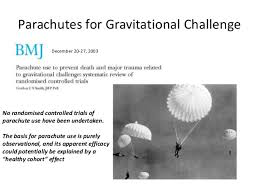 Parachutes for Gravitational Challenge
BMJ
December 20-27, 2003
Parachute use to prevent death and major trauma related
to gravitational challenge: systematic review of
randomised controlled trials
Gordon C S Smith, Jill P Pell
No randomised controlled trials of
parachute use have been undertaken.
The basis for parachute use is purely
observational, and its apparent efficacy
could potentially be explained by a
"healthy cohort" effect